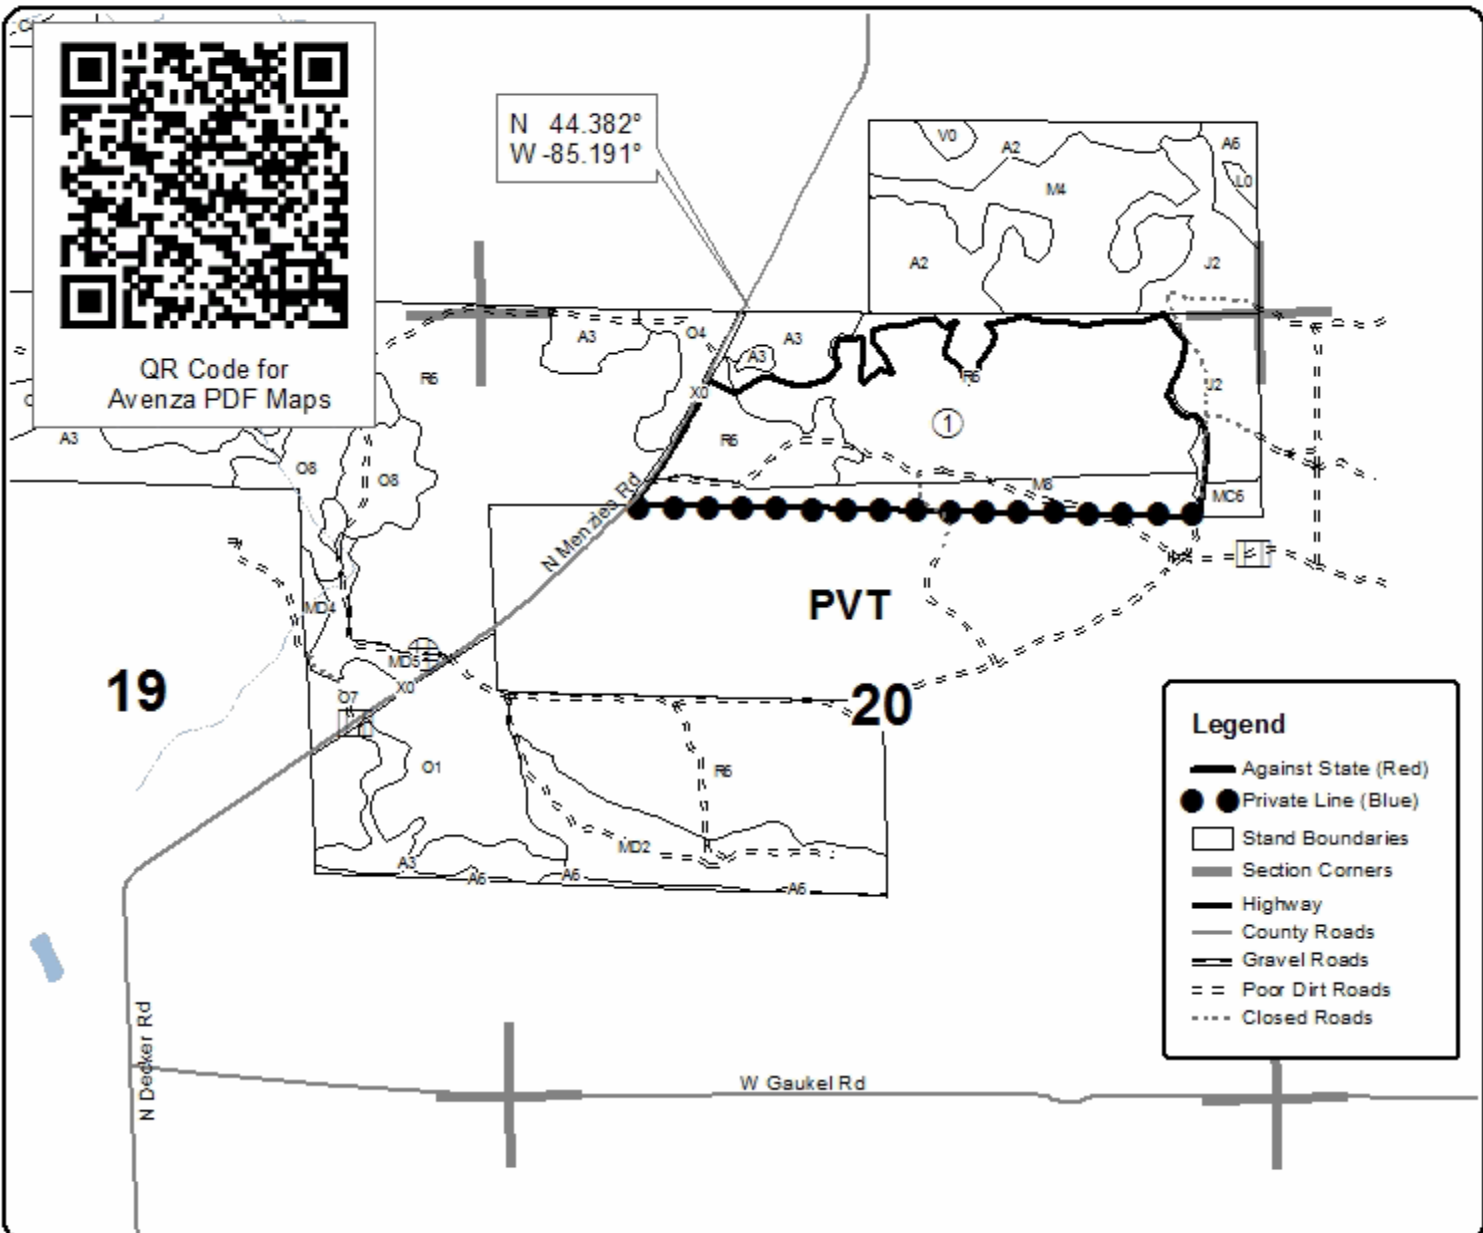 N 44.382°
W -85.191°
QR Code for
Avenza PDF Maps
V0
A2
A6
L0
M4
A2
J2
A3
O4
A3
A3
R6
R6
J2
X0
1
R6
A3
O8
O8
M8
MC6
N Menzies Rd
PVT
MD4
MD5
X0
19
O7
20
O1
R6
MD2
A3
A6
A6
A6
Legend
Against State (Red)
Private Line (Blue)
Stand Boundaries
Section Corners
Highway
County Roads
Gravel Roads
Poor Dirt Roads
Closed Roads
N Decker Rd
W Gaukel Rd